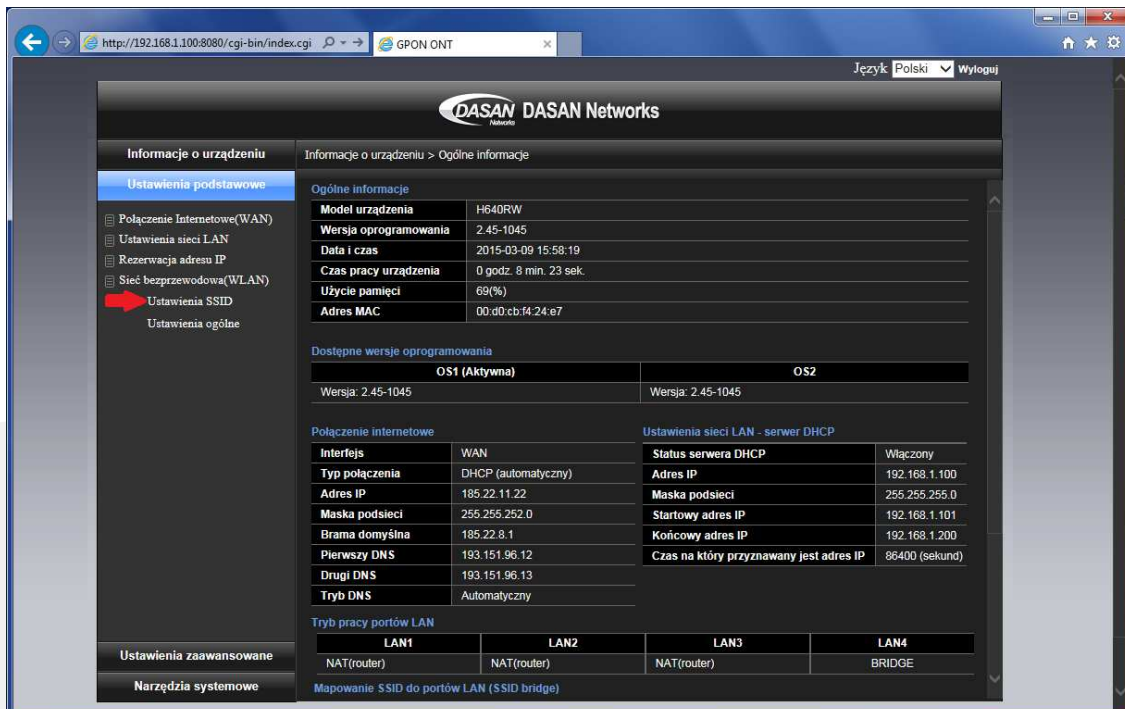 http://192.168.1.100:8080/cgi-bin/index.cgi
GPON ONT
Język Polski Wyloguj
DASAN Networks DASAN Networks
Informacje o urządzeniu
Informacje o urządzeniu > Ogólne informacje
Ustawienia podstawowe
Połączenie Internetowe(WAN)
Ustawienia sieci LAN
Rezerwacja adresu IP
Sieć bezprzewodowa(WLAN)
Ustawienia SSID
Ustawienia ogólne
Ustawienia zaawansowane
Narzędzia systemowe
Ogólne informacje
Model urządzenia H640RW
Wersja oprogramowania 2.45-1045
Data i czas 2015-03-09 15:58:19
Czas pracy urządzenia 0 godz. 8 min. 23 sek.
Użycie pamięci 69(%)
Adres MAC 00:d0:cb:f4:24:e7
Dostępne wersje oprogramowania
OS1 (Aktywna) OS2
Wersja: 2.45-1045 Wersja: 2.45-1045
Połączenie internetowe
Interfejs WAN
Typ połączenia DHCP (automatyczny)
Adres IP 185.22.11.22
Maska podsieci 255.255.252.0
Brama domyślna 185.22.8.1
Pierwszy DNS 193.151.96.12
Drugi DNS 193.151.96.13
Tryb DNS Automatyczny
Ustawienia sieci LAN - serwer DHCP
Status serwera DHCP Włączony
Adres IP 192.168.1.100
Maska podsieci 255.255.255.0
Startowy adres IP 192.168.1.101
Końcowy adres IP 192.168.1.200
Czas na który przyznawany jest adres IP 86400 (sekund)
Tryb pracy portów LAN
LAN1 LAN2 LAN3 LAN4
NAT(router) NAT(router) NAT(router) BRIDGE
Mapowanie SSID do portów LAN (SSID bridge)